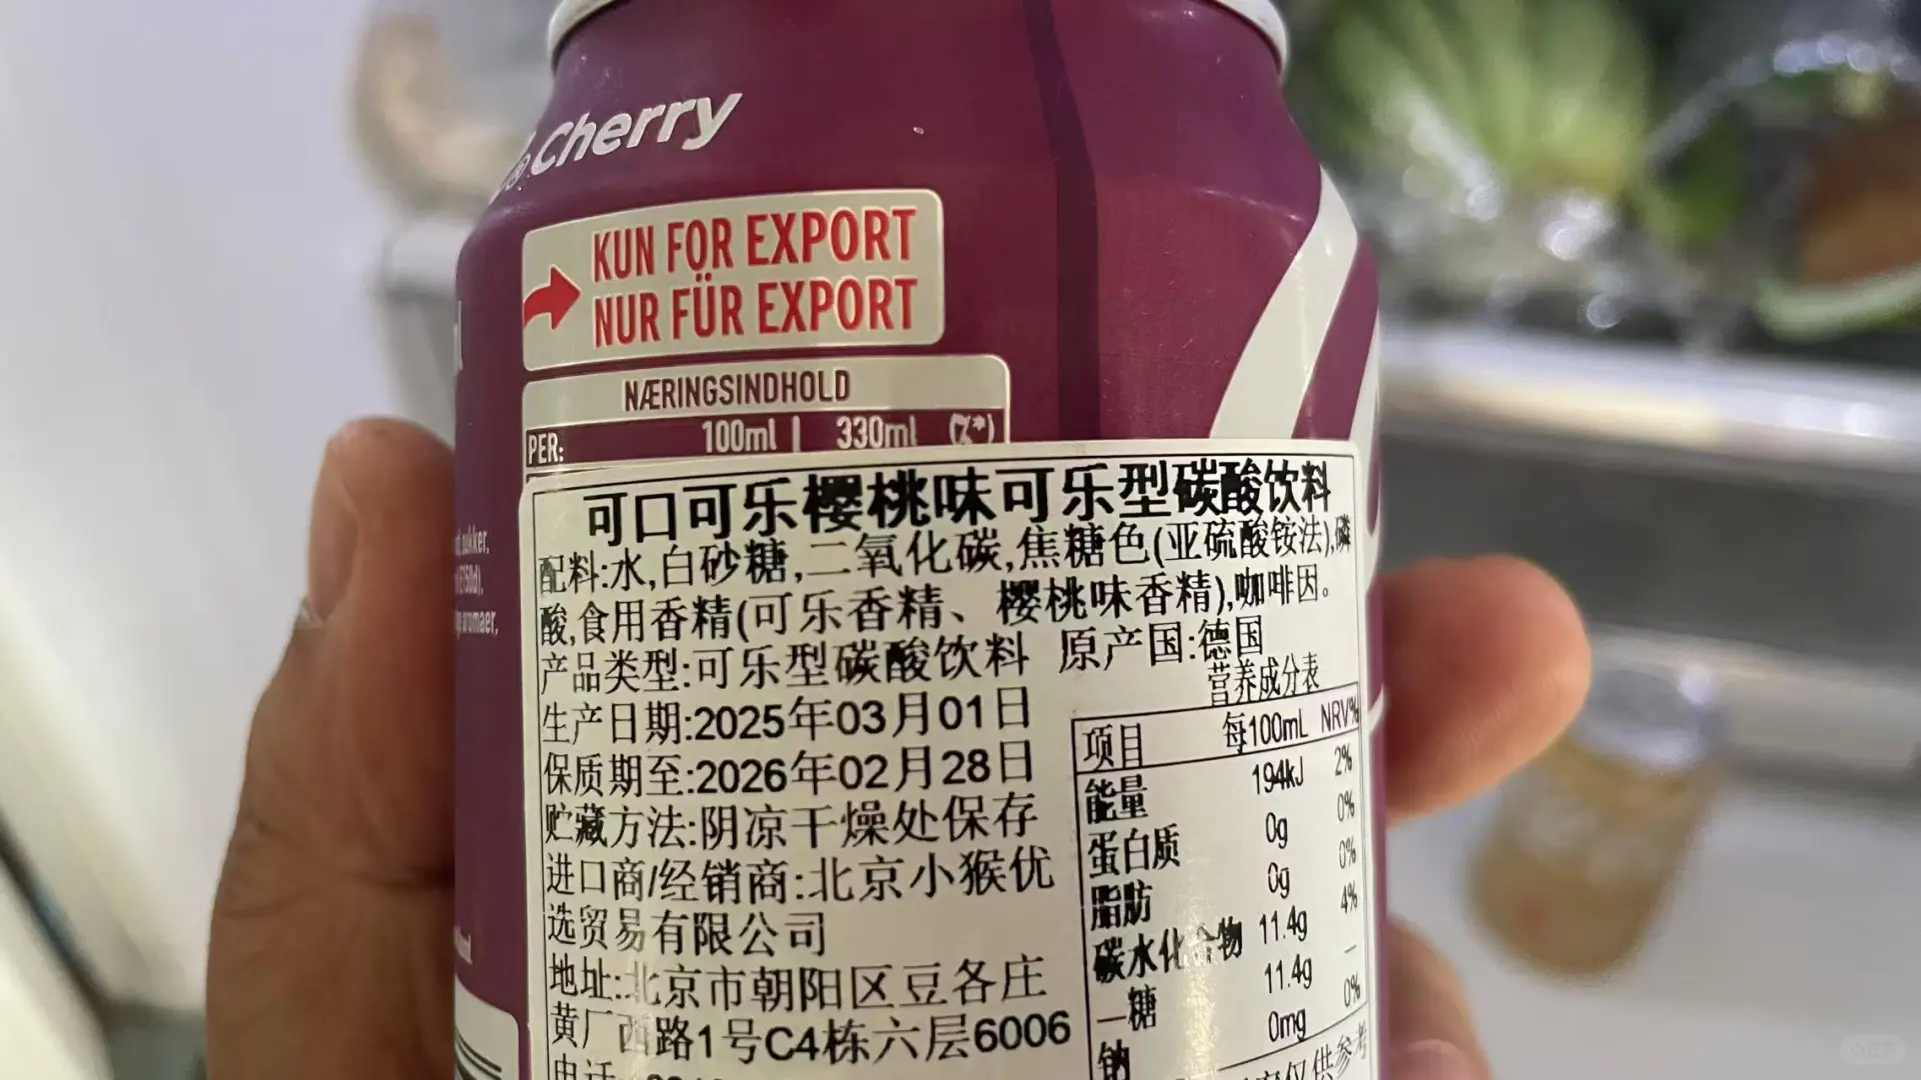 Cherry
KUN FOR EXPORT
NUR FÜR EXPORT
NÆRINGSINDHOLD
PER: 100ml | 330ml (%*)
可口可乐樱桃味可乐型碳酸饮料
配料:水,白砂糖,二氧化碳,焦糖色(亚硫酸铵法),磷
酸,食用香精(可乐香精、樱桃味香精),咖啡因。
产品类型:可乐型碳酸饮料 原产国:德国
生产日期:2025年03月01日
保质期至:2026年02月28日
贮藏方法:阴凉干燥处保存
进口商/经销商:北京小猴优
选贸易有限公司
地址:北京市朝阳区豆各庄
黄厂西路1号C4栋六层6006
电话:
营养成分表
项目 每100mL NRV%
能量 194kJ 2%
蛋白质 0g 0%
脂肪 0g 0%
碳水化合物 11.4g 4%
—糖 11.4g —
钠 0mg 0%
仅供参考
sukker,
aromaer,